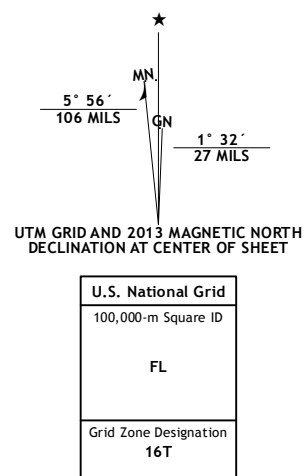 ★
MN.
5° 56´
106 MILS
GN
1° 32´
27 MILS
UTM GRID AND 2013 MAGNETIC NORTH
DECLINATION AT CENTER OF SHEET
U.S. National Grid
100,000-m Square ID
FL
Grid Zone Designation
16T